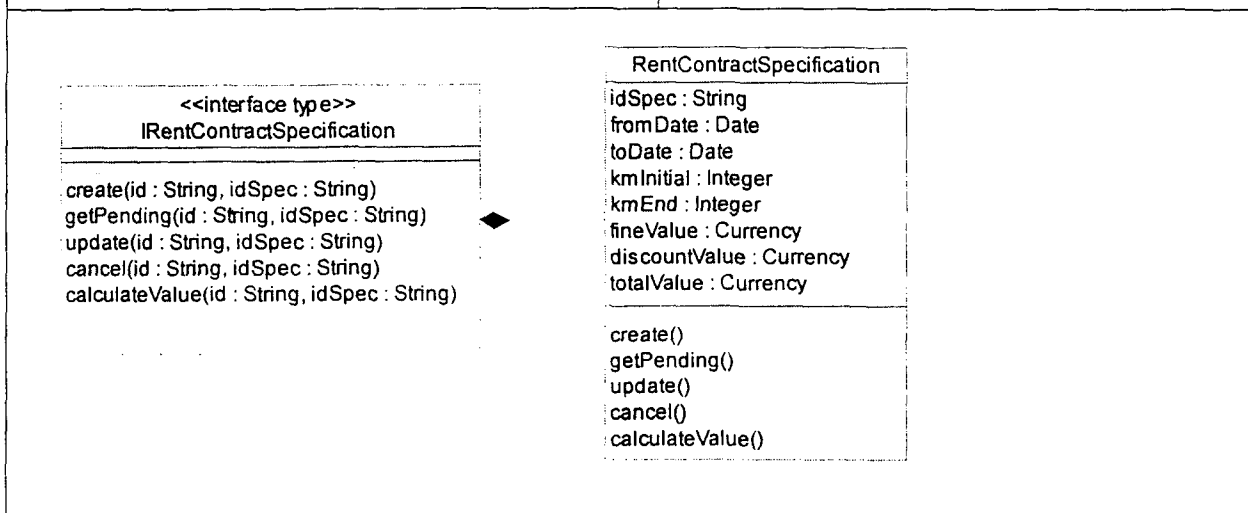 <<interface type>>
IRentContractSpecification
create(id : String, idSpec : String)
getPending(id : String, idSpec : String)
update(id : String, idSpec : String)
cancel(id : String, idSpec : String)
calculateValue(id : String, idSpec : String)
RentContractSpecification
idSpec : String
fromDate : Date
toDate : Date
kmInitial : Integer
kmEnd : Integer
fineValue : Currency
discountValue : Currency
totalValue : Currency
create()
getPending()
update()
cancel()
calculateValue()